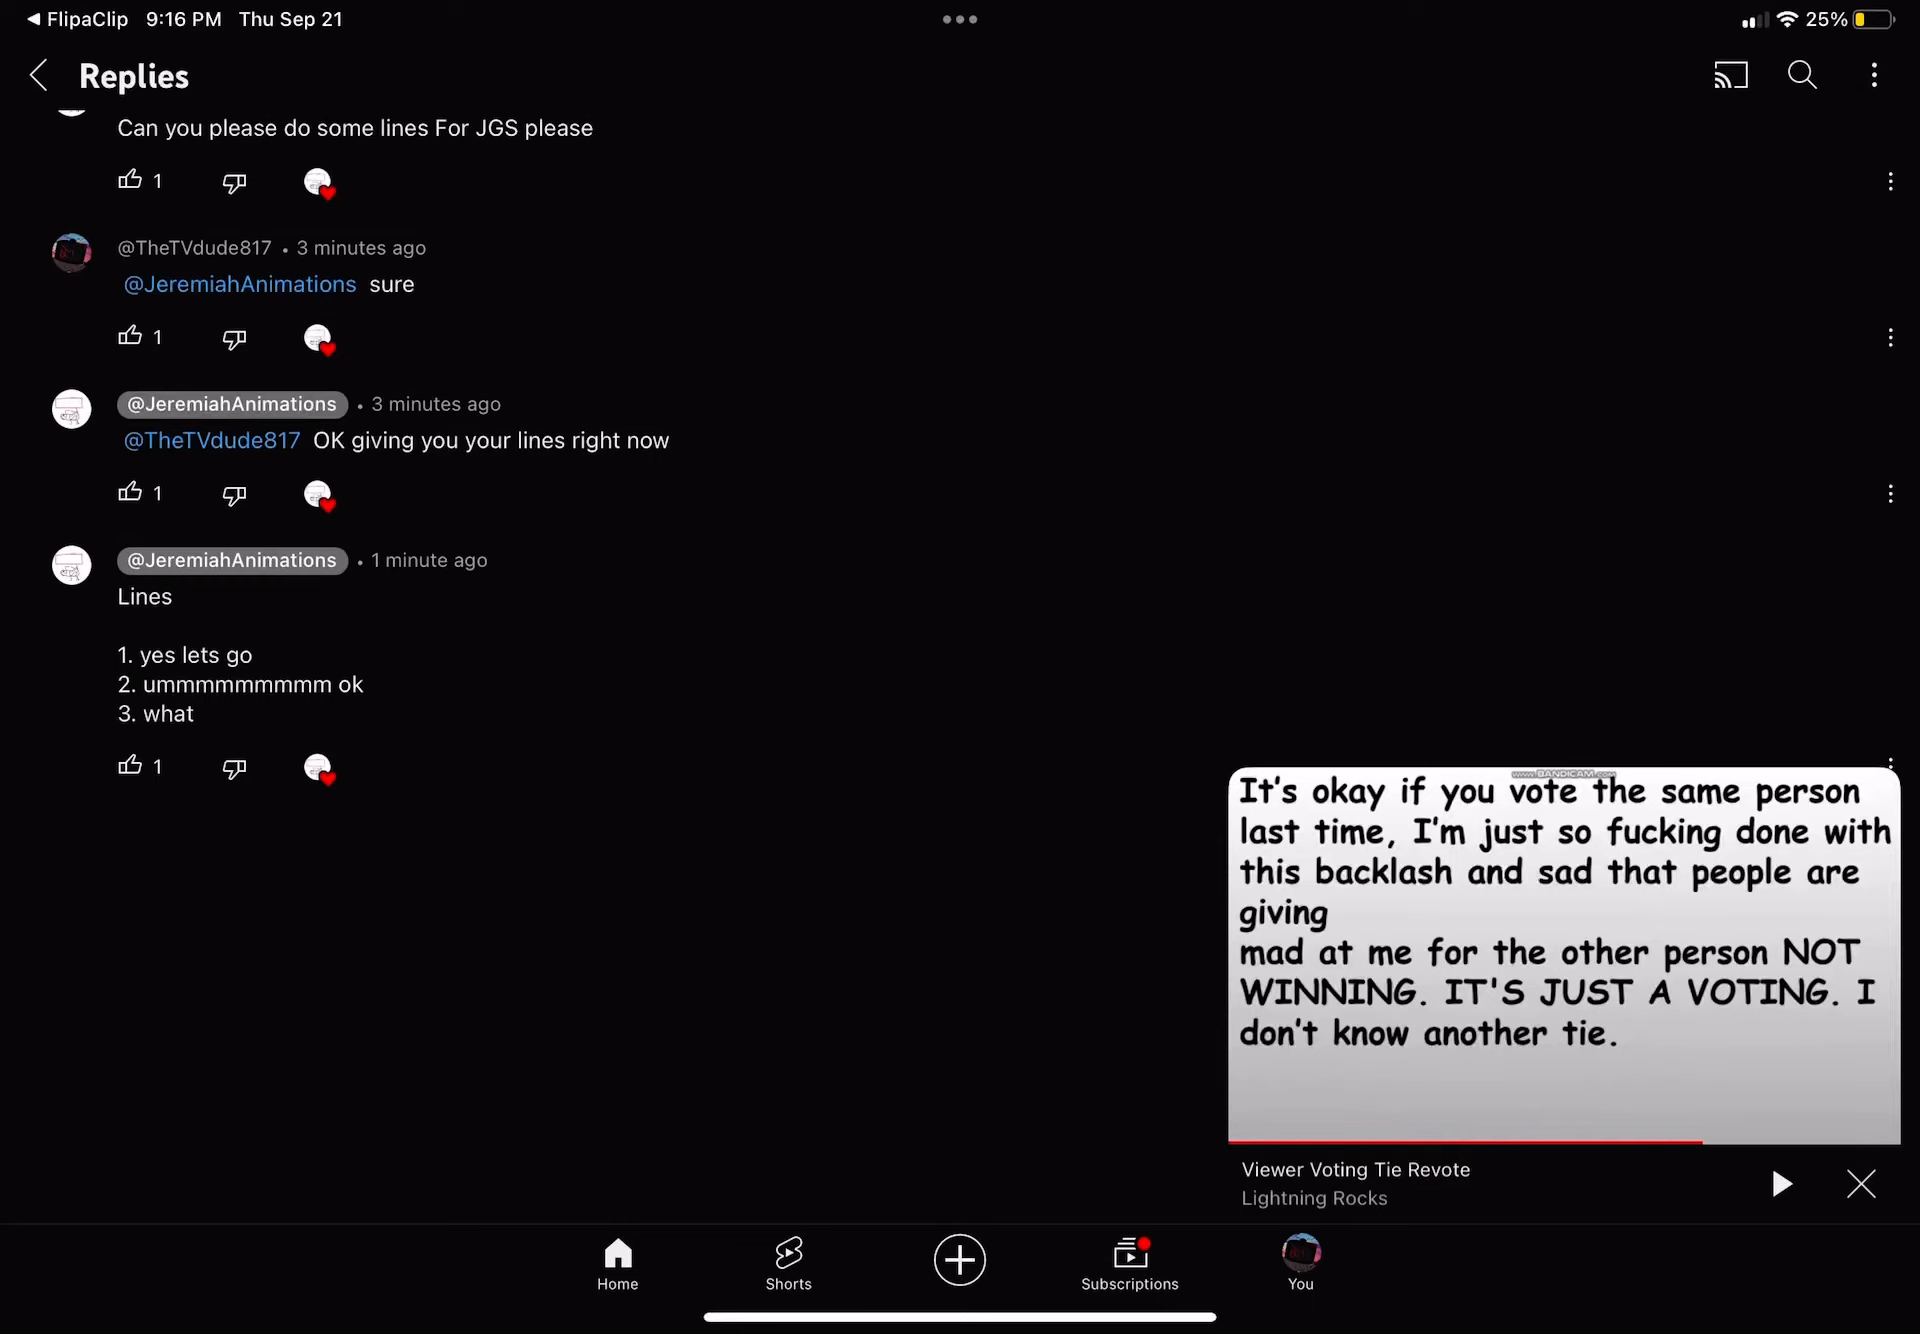 FlipaClip 9:16 PM Thu Sep 21
25%
Replies
Can you please do some lines For JGS please
1
@TheTVdude817 • 3 minutes ago
@JeremiahAnimations sure
1
@JeremiahAnimations • 3 minutes ago
@TheTVdude817 OK giving you your lines right now
1
@JeremiahAnimations • 1 minute ago
Lines
1. yes lets go
2. ummmmmmmmm ok
3. what
1
www.BANDICAM.com
It's okay if you vote the same person
last time, I'm just so fucking done with
this backlash and sad that people are
giving
mad at me for the other person NOT
WINNING. IT'S JUST A VOTING. I
don't know another tie.
Viewer Voting Tie Revote
Lightning Rocks
Home
Shorts
Subscriptions
You